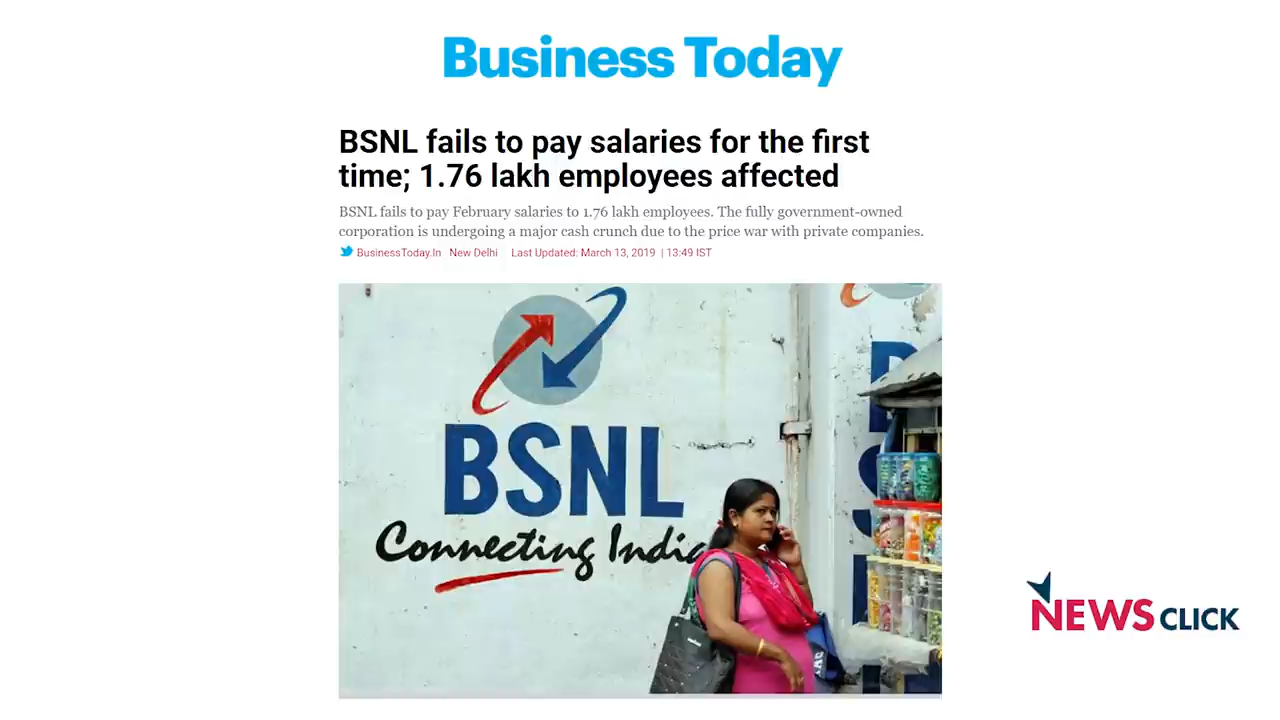 Business Today
BSNL fails to pay salaries for the first
time; 1.76 lakh employees affected
BSNL fails to pay February salaries to 1.76 lakh employees. The fully government-owned
corporation is undergoing a major cash crunch due to the price war with private companies.
BusinessToday.In New Delhi Last Updated: March 13, 2019 | 13:49 IST
BSNL
Connecting India
NEWSCLICK